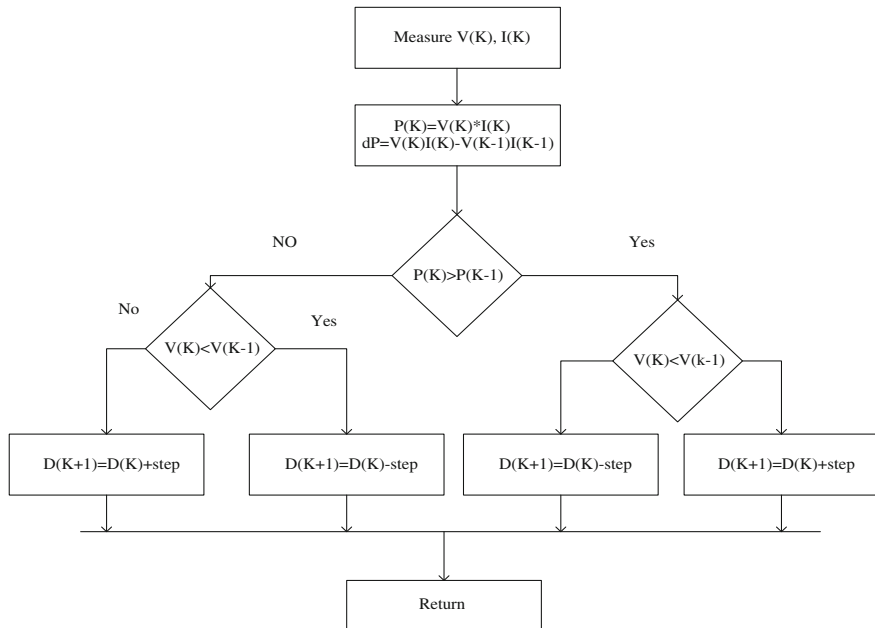 Measure V(K), I(K)
P(K)=V(K)*I(K)
dP=V(K)I(K)-V(K-1)I(K-1)
NO
Yes
P(K)>P(K-1)
No
Yes
V(K)<V(K-1)
V(K)<V(k-1)
D(K+1)=D(K)+step
D(K+1)=D(K)-step
D(K+1)=D(K)-step
D(K+1)=D(K)+step
Return